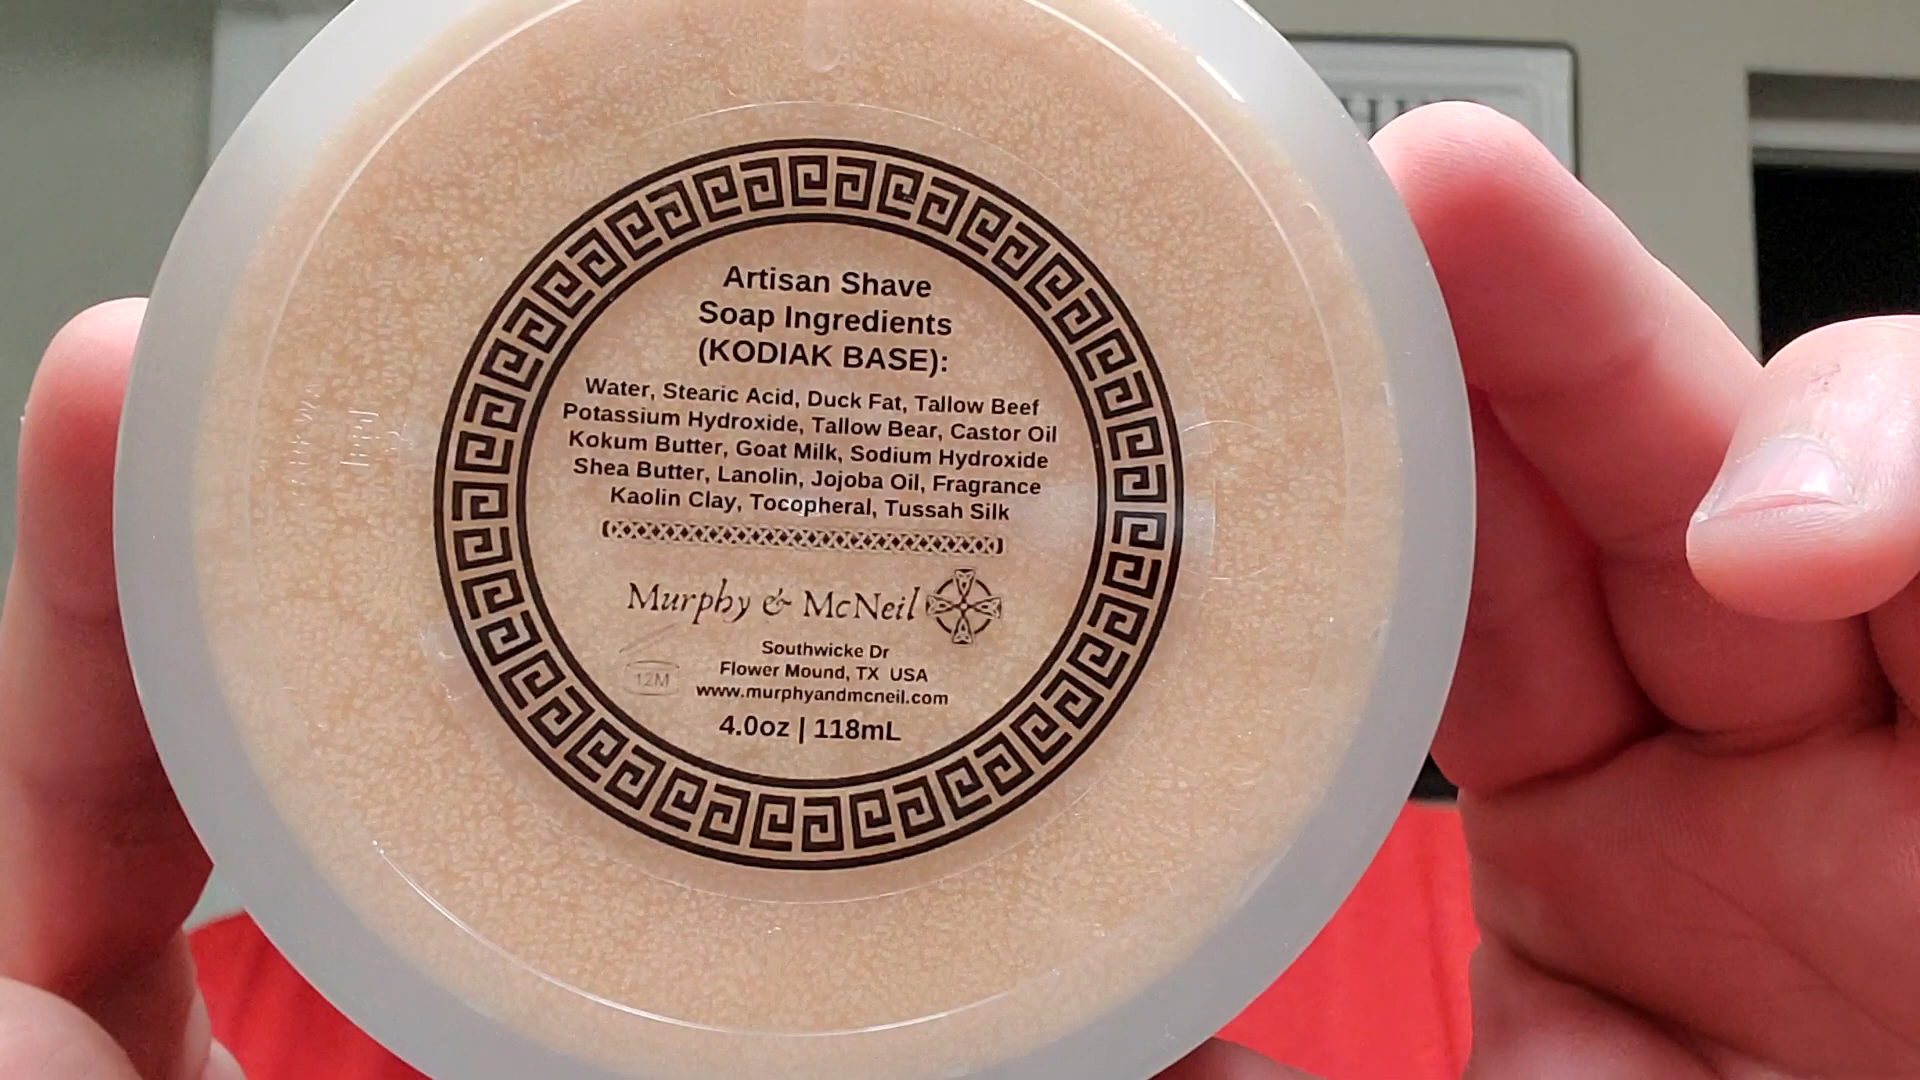 Artisan Shave
Soap Ingredients
(KODIAK BASE):
Water, Stearic Acid, Duck Fat, Tallow Beef
Potassium Hydroxide, Tallow Bear, Castor Oil
Kokum Butter, Goat Milk, Sodium Hydroxide
Shea Butter, Lanolin, Jojoba Oil, Fragrance
Kaolin Clay, Tocopheral, Tussah Silk
Murphy & McNeil
Southwicke Dr
Flower Mound, TX USA
12M
www.murphyandmcneil.com
4.0oz | 118mL